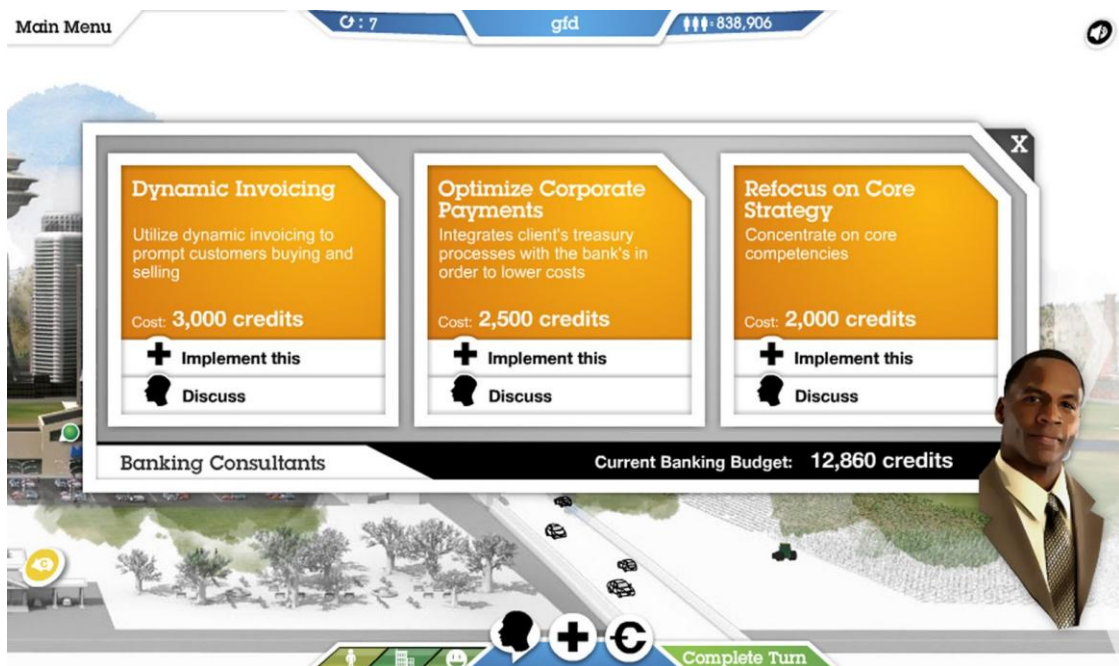 Main Menu
: 7
gfd
: 838,906
X
Dynamic Invoicing
Utilize dynamic invoicing to
prompt customers buying and
selling
Cost: 3,000 credits
Implement this
Discuss
Optimize Corporate
Payments
Integrates client's treasury
processes with the bank's in
order to lower costs
Cost: 2,500 credits
Implement this
Discuss
Refocus on Core
Strategy
Concentrate on core
competencies
Cost: 2,000 credits
Implement this
Discuss
Banking Consultants
Current Banking Budget: 12,860 credits
€
Complete Turn